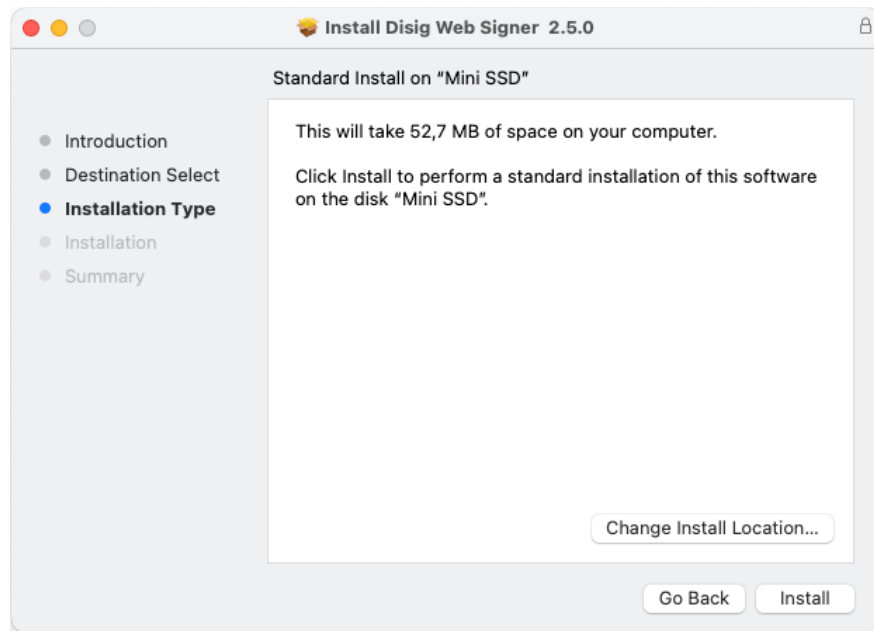 Install Disig Web Signer 2.5.0
Standard Install on “Mini SSD”
Introduction
Destination Select
Installation Type
Installation
Summary
This will take 52,7 MB of space on your computer.
Click Install to perform a standard installation of this software
on the disk “Mini SSD”.
Change Install Location...
Go Back
Install